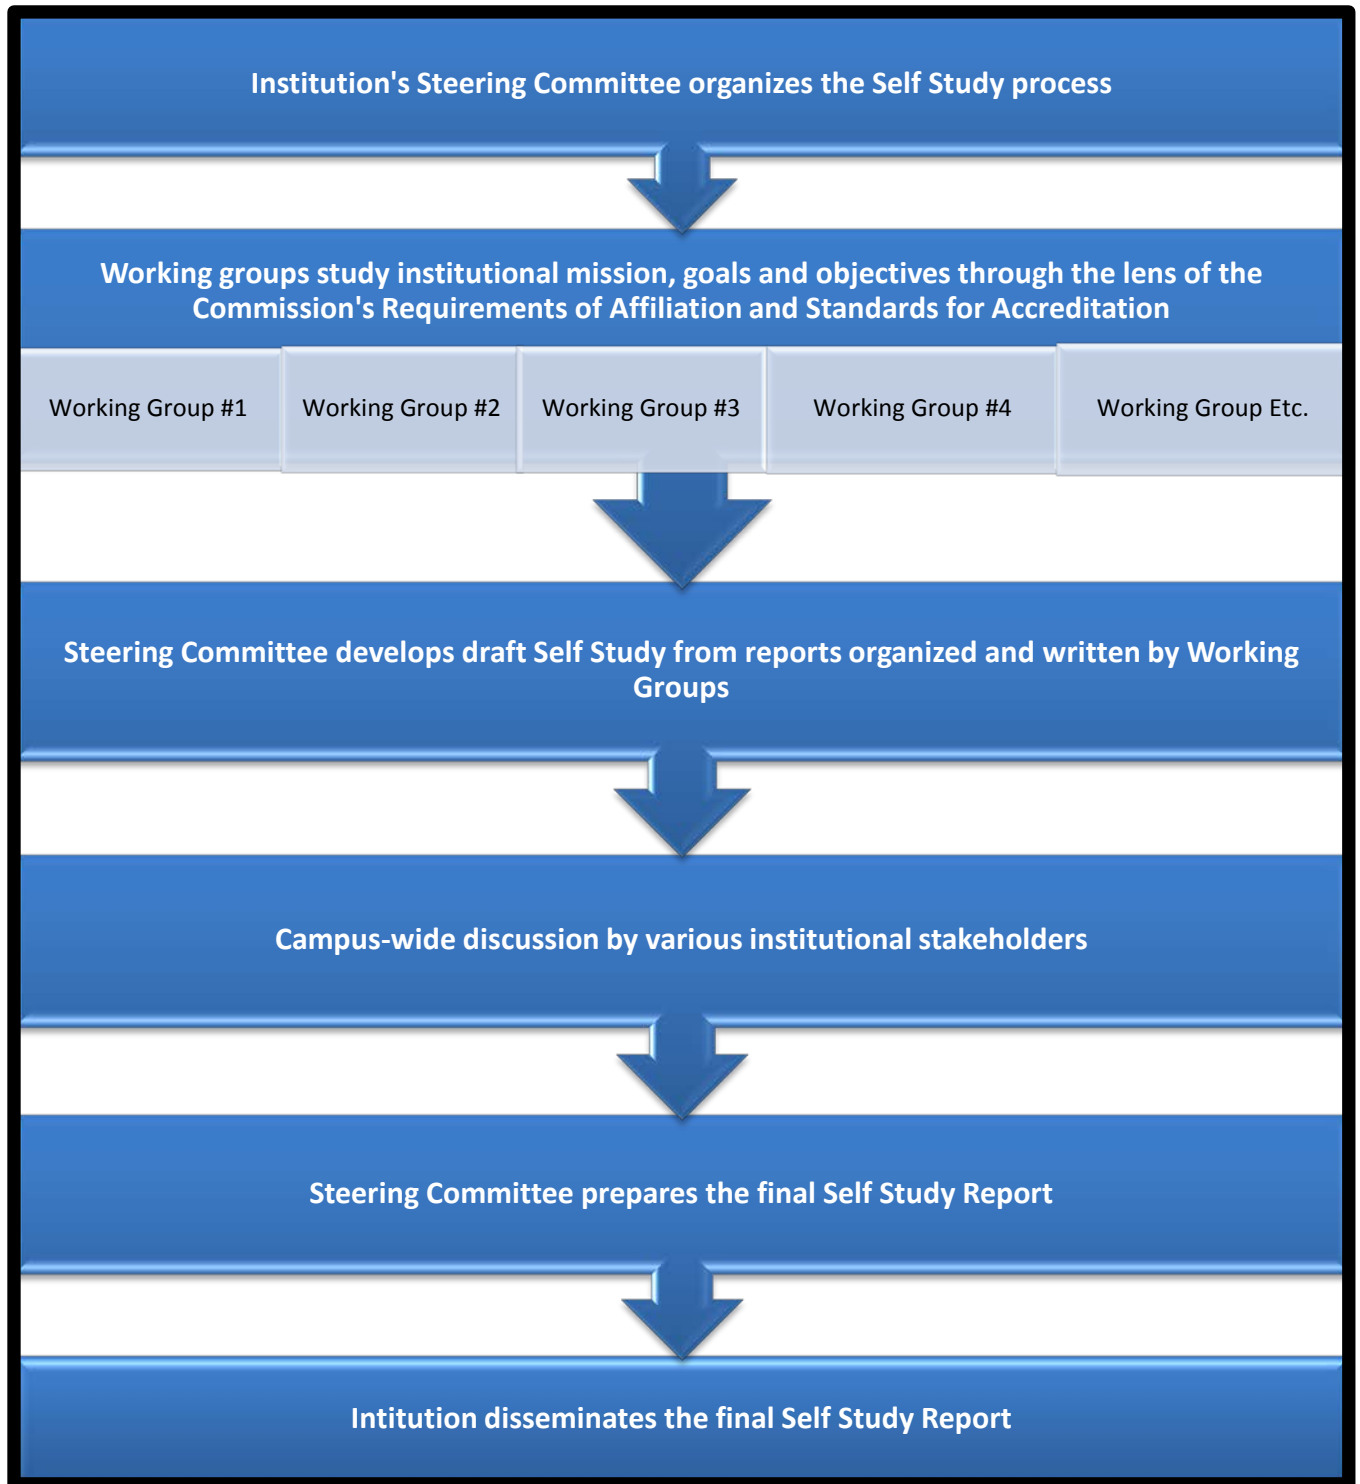 Institution's Steering Committee organizes the Self Study process
Working groups study institutional mission, goals and objectives through the lens of the
Commission's Requirements of Affiliation and Standards for Accreditation
Working Group #1
Working Group #2
Working Group #3
Working Group #4
Working Group Etc.
Steering Committee develops draft Self Study from reports organized and written by Working
Groups
Campus-wide discussion by various institutional stakeholders
Steering Committee prepares the final Self Study Report
Intitution disseminates the final Self Study Report